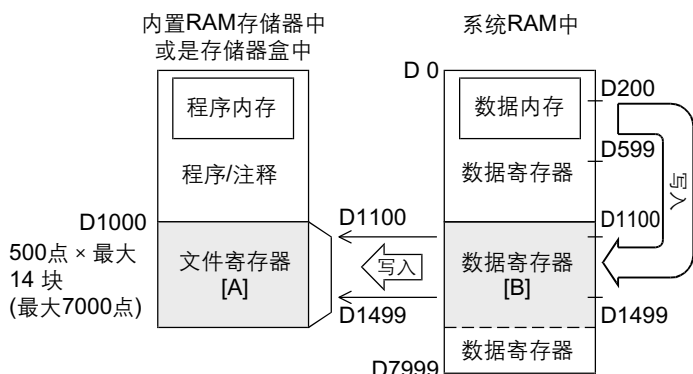 内置RAM存储器中
或是存储器盒中
系统RAM中
D 0
程序内存
程序/注释
数据内存
数据寄存器
D200
D599
写入
D1000
D1100
D1100
500点 × 最大
14 块
(最大7000点)
文件寄存器
[A]
写入
数据寄存器
[B]
D1499
D1499
数据寄存器
D7999